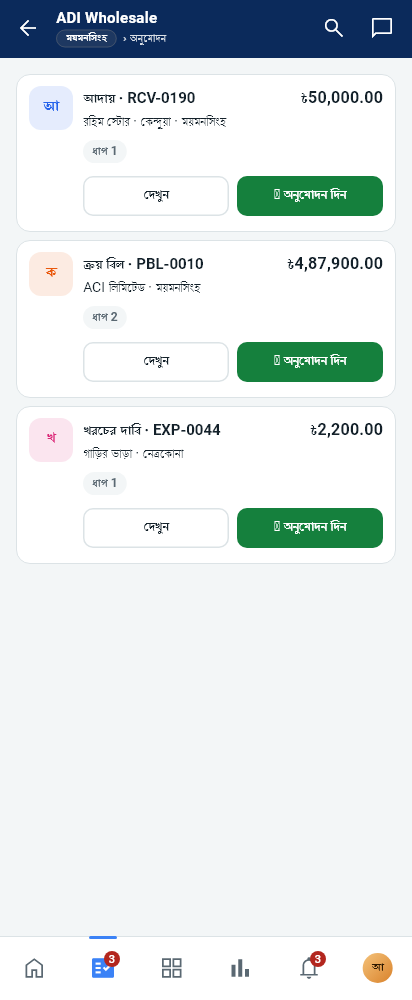 ADI Wholesale
ময়মনসিংহ › অনুমোদন
আ
আদায় · RCV-0190
৳50,000.00
রহিম স্টোর · কেন্দুয়া · ময়মনসিংহ
ধাপ 1
দেখুন
অনুমোদন দিন
ক
ক্রয় বিল · PBL-0010
৳4,87,900.00
ACI লিমিটেড · ময়মনসিংহ
ধাপ 2
দেখুন
অনুমোদন দিন
খ
খরচের দাবি · EXP-0044
৳2,200.00
গাড়ির ভাড়া · নেত্রকোনা
ধাপ 1
দেখুন
অনুমোদন দিন
3
3
আ